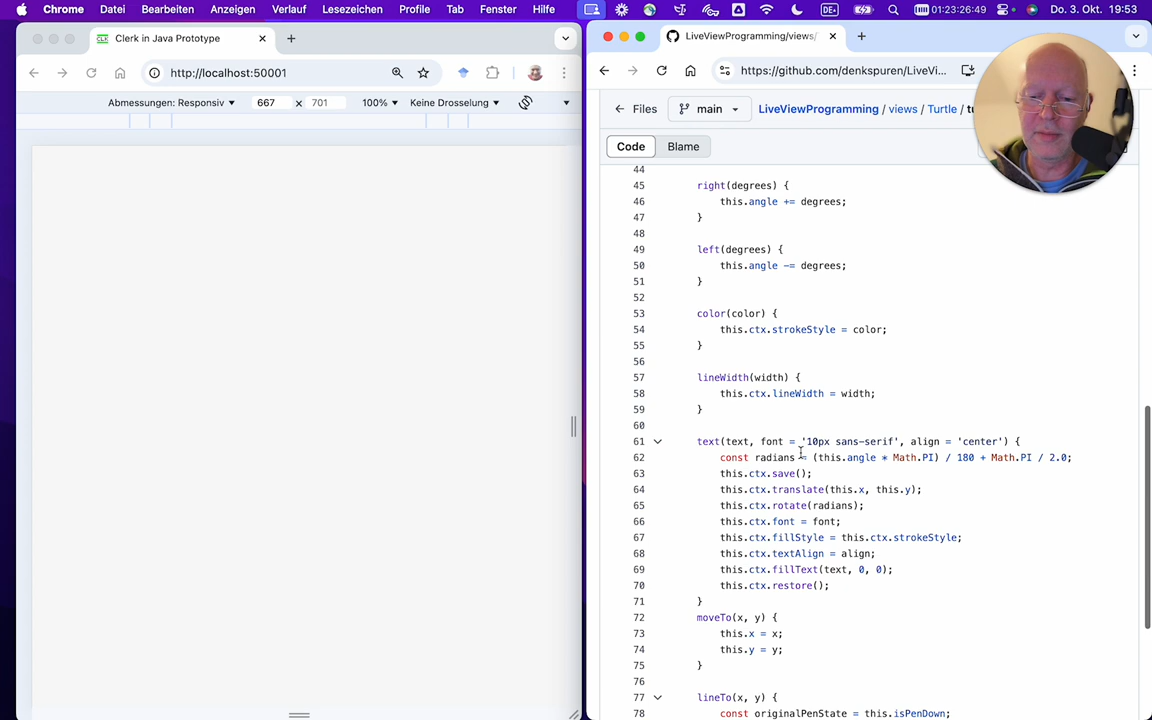 Chrome Datei Bearbeiten Anzeigen Verlauf Lesezeichen Profile Tab Fenster Hilfe DE 01:23:26:49 Do. 3. Okt. 19:53
CLK Clerk in Java Prototype
http://localhost:50001
Abmessungen: Responsiv 667 x 701 100% Keine Drosselung
LiveViewProgramming/views/
https://github.com/denkspuren/LiveVi...
Files main LiveViewProgramming / views / Turtle /
Code Blame
44
45 right(degrees) {
46 this.angle += degrees;
47 }
48
49 left(degrees) {
50 this.angle -= degrees;
51 }
52
53 color(color) {
54 this.ctx.strokeStyle = color;
55 }
56
57 lineWidth(width) {
58 this.ctx.lineWidth = width;
59 }
60
61 text(text, font = '10px sans-serif', align = 'center') {
62 const radians = (this.angle * Math.PI) / 180 + Math.PI / 2.0;
63 this.ctx.save();
64 this.ctx.translate(this.x, this.y);
65 this.ctx.rotate(radians);
66 this.ctx.font = font;
67 this.ctx.fillStyle = this.ctx.strokeStyle;
68 this.ctx.textAlign = align;
69 this.ctx.fillText(text, 0, 0);
70 this.ctx.restore();
71 }
72 moveTo(x, y) {
73 this.x = x;
74 this.y = y;
75 }
76
77 lineTo(x, y) {
78 const originalPenState = this.isPenDown;